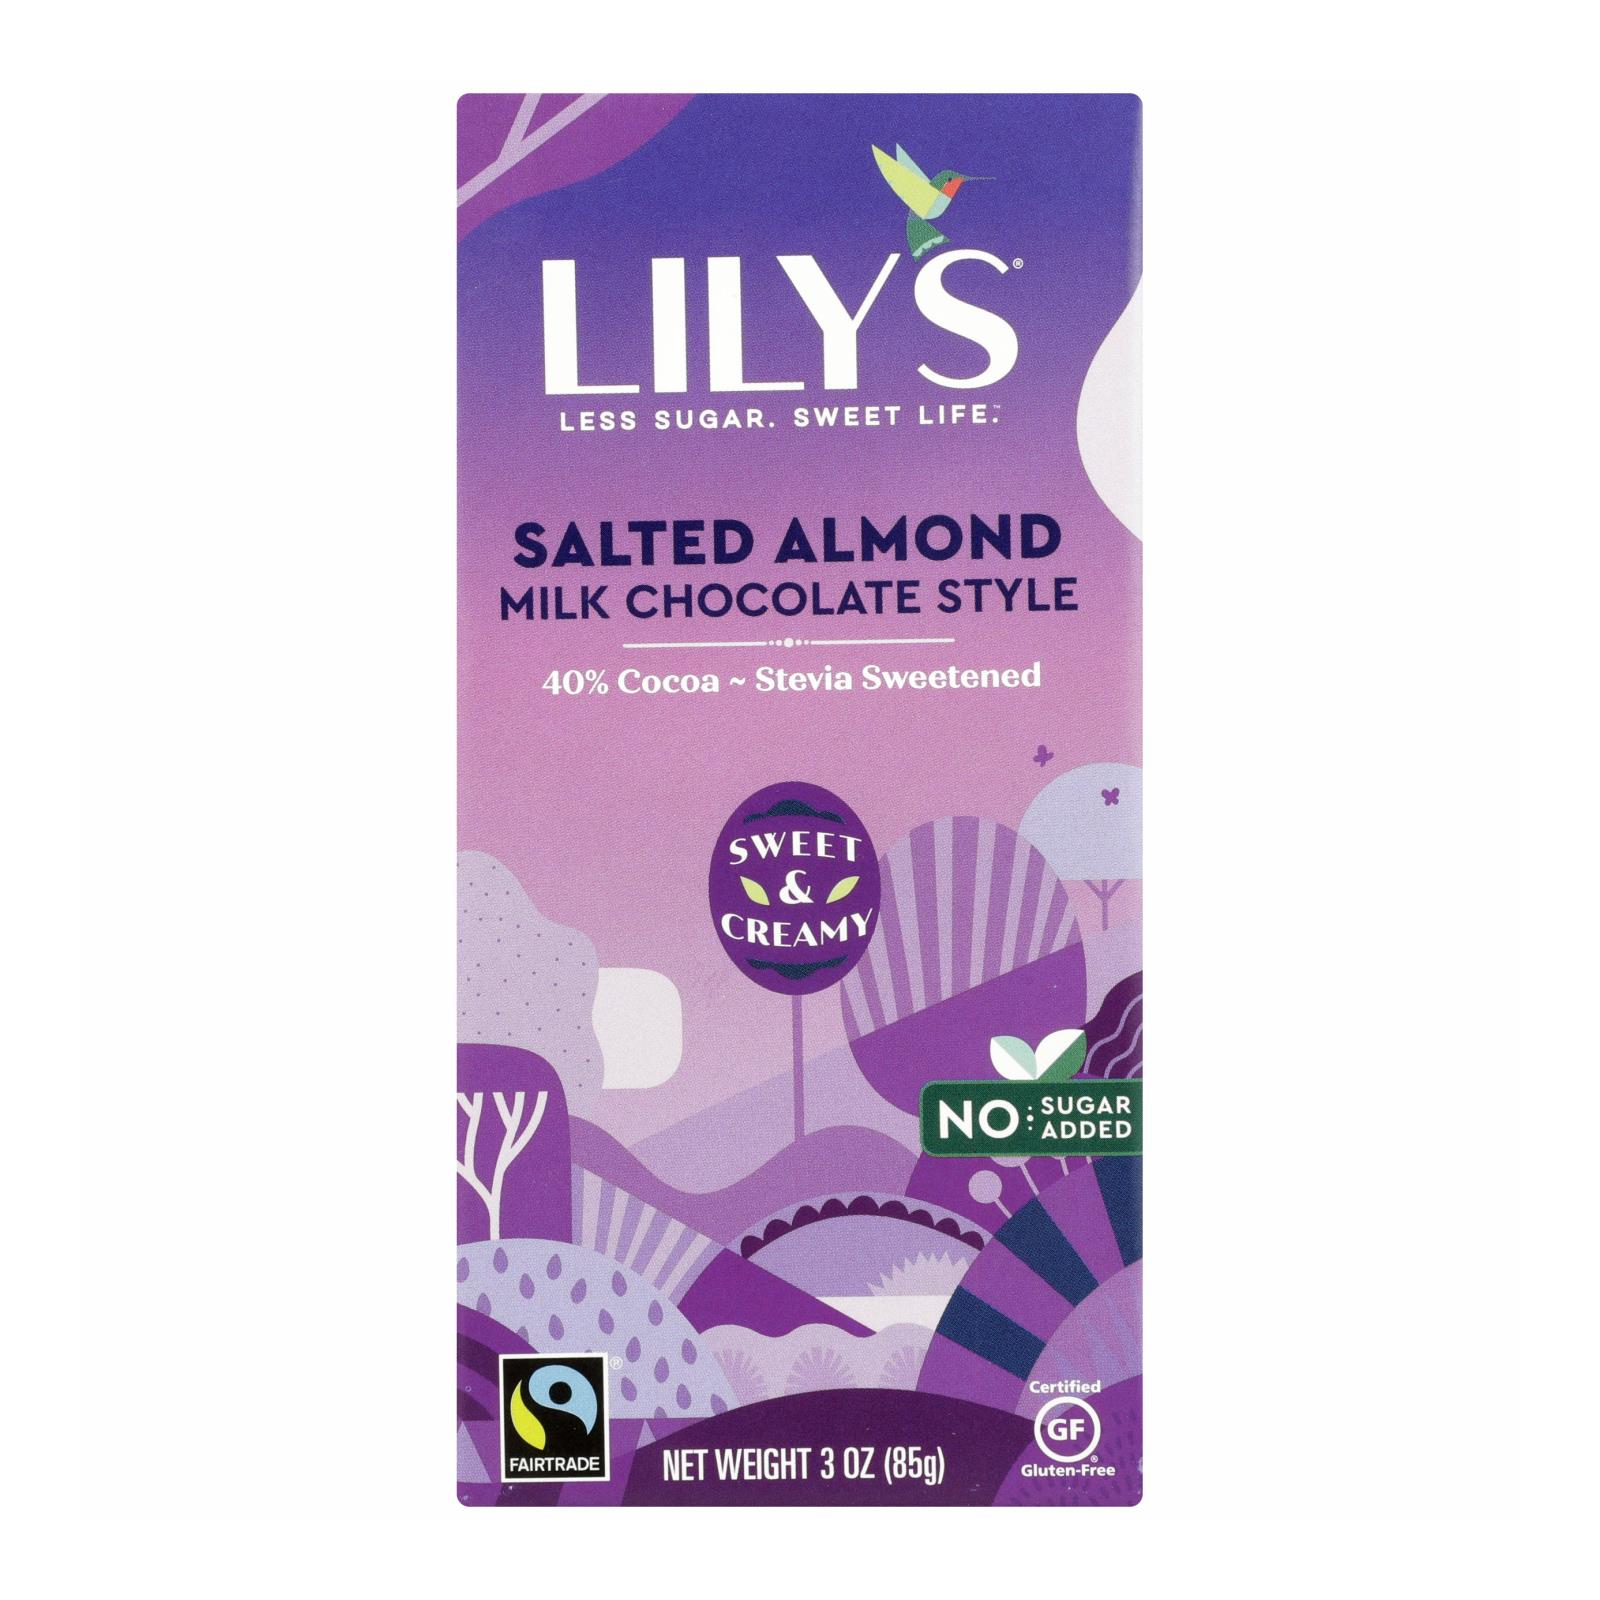 LILY'S®
LESS SUGAR. SWEET LIFE.™
SALTED ALMOND
MILK CHOCOLATE STYLE
40% Cocoa ~ Stevia Sweetened
SWEET
&
CREAMY
NO: SUGAR
ADDED
FAIRTRADE
®
NET WEIGHT 3 OZ (85g)
Certified
GF®
Gluten-Free